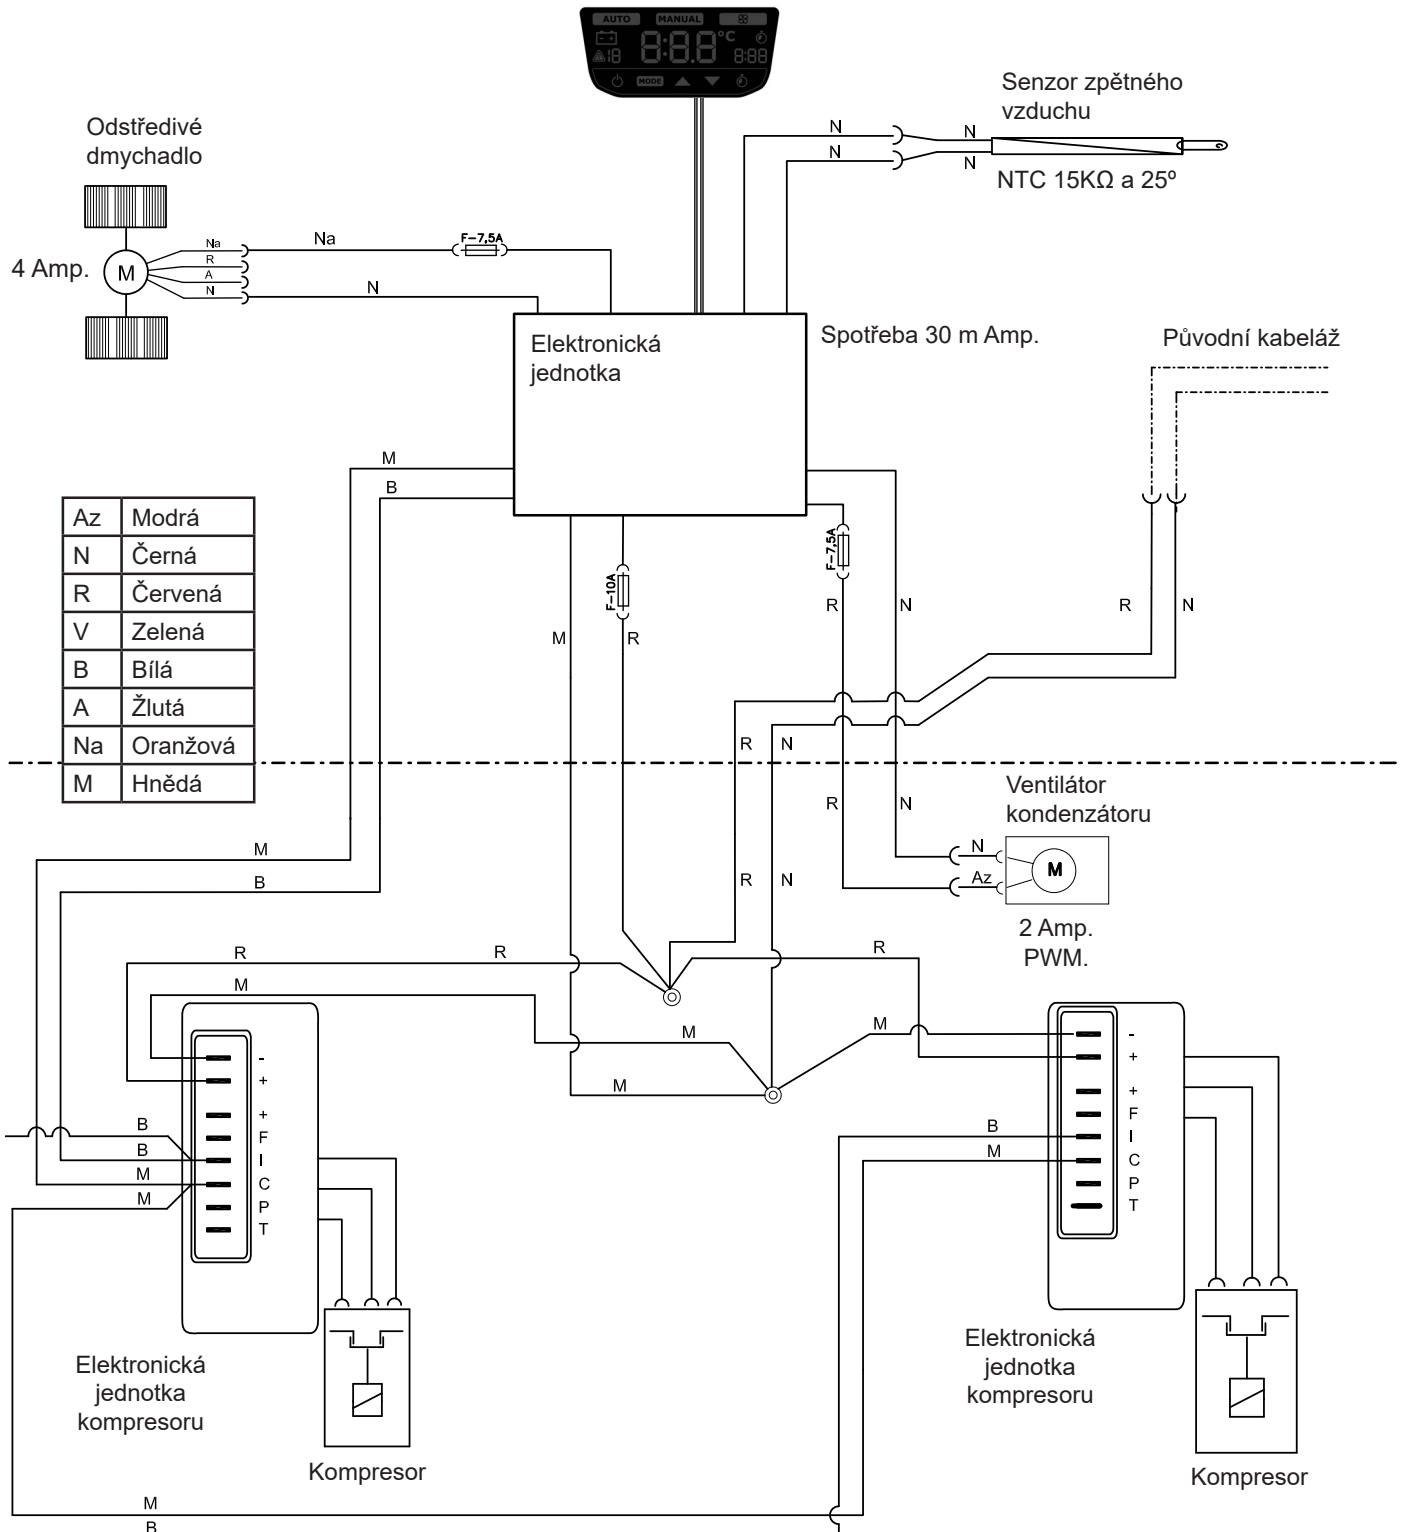 AUTO MANUAL
8:8.8 °C
18 8:88
MODE
Senzor zpětného
vzduchu
N
N
N
N
NTC 15KΩ a 25º
Odstředivé
dmychadlo
4 Amp.
M
Na
R
A
N
Na
F-7,5A
N
Elektronická
jednotka
Spotřeba 30 m Amp.
Původní kabeláž
M
B
Az Modrá
N Černá
R Červená
V Zelená
B Bílá
A Žlutá
Na Oranžová
M Hnědá
F-10A
F-7,5A
M
R
R
N
R
N
R
N
R
N
Ventilátor
kondenzátoru
N
Az
M
2 Amp.
PWM.
M
B
R
N
R
R
R
M
M
M
M
-
+
+
F
I
C
P
T
B
B
M
M
-
+
+
F
I
C
P
T
B
M
Elektronická
jednotka
kompresoru
Kompresor
Elektronická
jednotka
kompresoru
Kompresor
M
B